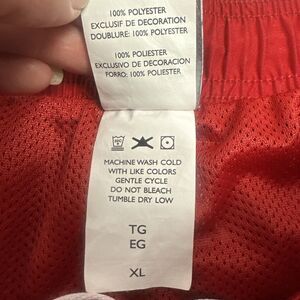 100% POLYESTER
EXCLUSIF DE DECORATION
DOUBLURE: 100% POLYESTER
100% POLIESTER
EXCLUSIVO DE DECORACION
FORRO: 100% POLIESTER
MACHINE WASH COLD
WITH LIKE COLORS
GENTLE CYCLE
DO NOT BLEACH
TUMBLE DRY LOW
TG
EG
XL